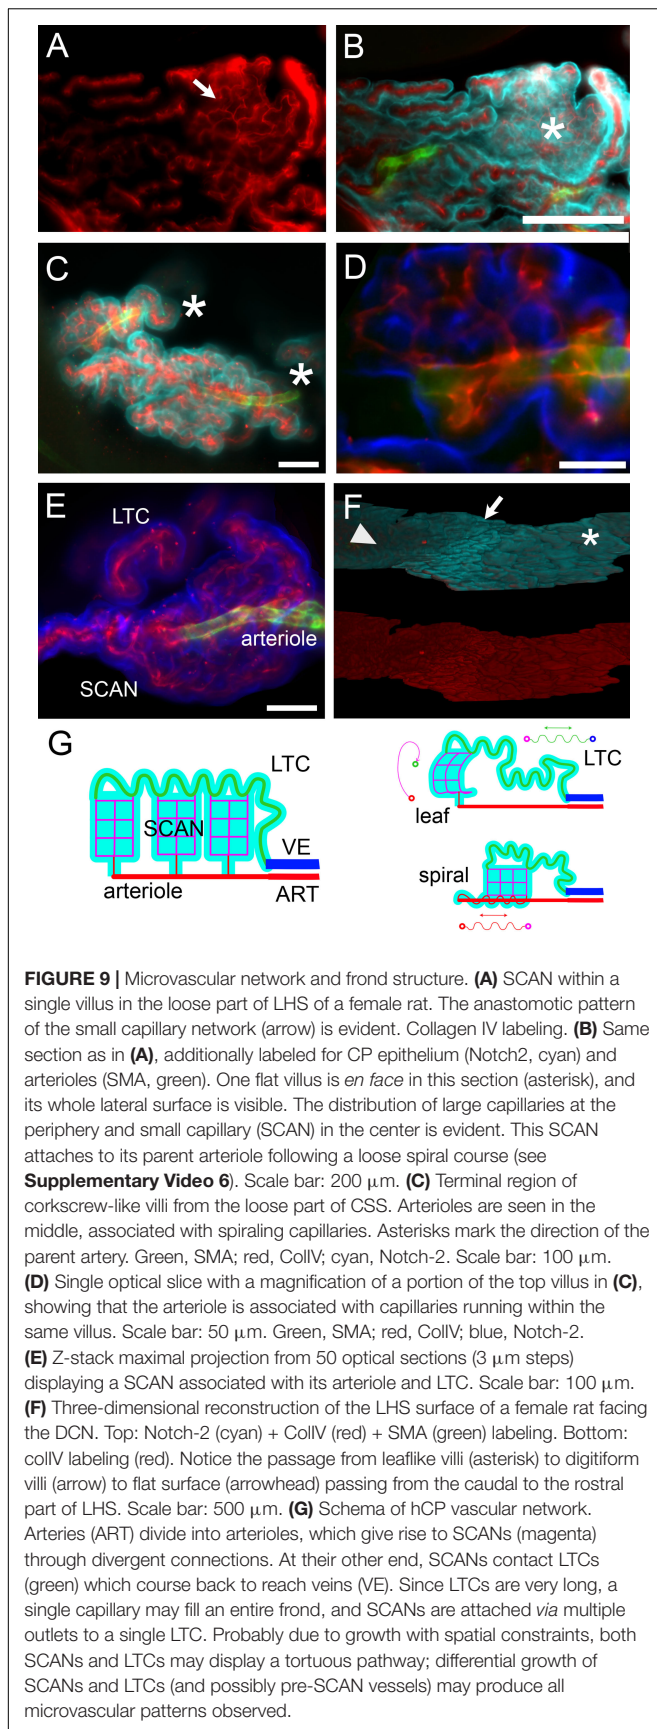 A
B
C
D
E
LTC
arteriole
SCAN
F
G
LTC
SCAN
VE
arteriole
ART
LTC
leaf
spiral
FIGURE 9 | Microvascular network and frond structure. (A) SCAN within a
single villus in the loose part of LHS of a female rat. The anastomotic pattern
of the small capillary network (arrow) is evident. Collagen IV labeling. (B) Same
section as in (A), additionally labeled for CP epithelium (Notch2, cyan) and
arterioles (SMA, green). One flat villus is en face in this section (asterisk), and
its whole lateral surface is visible. The distribution of large capillaries at the
periphery and small capillary (SCAN) in the center is evident. This SCAN
attaches to its parent arteriole following a loose spiral course (see
Supplementary Video 6). Scale bar: 200 μm. (C) Terminal region of
corkscrew-like villi from the loose part of CSS. Arterioles are seen in the
middle, associated with spiraling capillaries. Asterisks mark the direction of the
parent artery. Green, SMA; red, CollV; cyan, Notch-2. Scale bar: 100 μm.
(D) Single optical slice with a magnification of a portion of the top villus in (C),
showing that the arteriole is associated with capillaries running within the
same villus. Scale bar: 50 μm. Green, SMA; red, CollV; blue, Notch-2.
(E) Z-stack maximal projection from 50 optical sections (3 μm steps)
displaying a SCAN associated with its arteriole and LTC. Scale bar: 100 μm.
(F) Three-dimensional reconstruction of the LHS surface of a female rat facing
the DCN. Top: Notch-2 (cyan) + CollV (red) + SMA (green) labeling. Bottom:
collV labeling (red). Notice the passage from leaflike villi (asterisk) to digitiform
villi (arrow) to flat surface (arrowhead) passing from the caudal to the rostral
part of LHS. Scale bar: 500 μm. (G) Schema of hCP vascular network.
Arteries (ART) divide into arterioles, which give rise to SCANs (magenta)
through divergent connections. At their other end, SCANs contact LTCs
(green) which course back to reach veins (VE). Since LTCs are very long, a
single capillary may fill an entire frond, and SCANs are attached via multiple
outlets to a single LTC. Probably due to growth with spatial constraints, both
SCANs and LTCs may display a tortuous pathway; differential growth of
SCANs and LTCs (and possibly pre-SCAN vessels) may produce all
microvascular patterns observed.